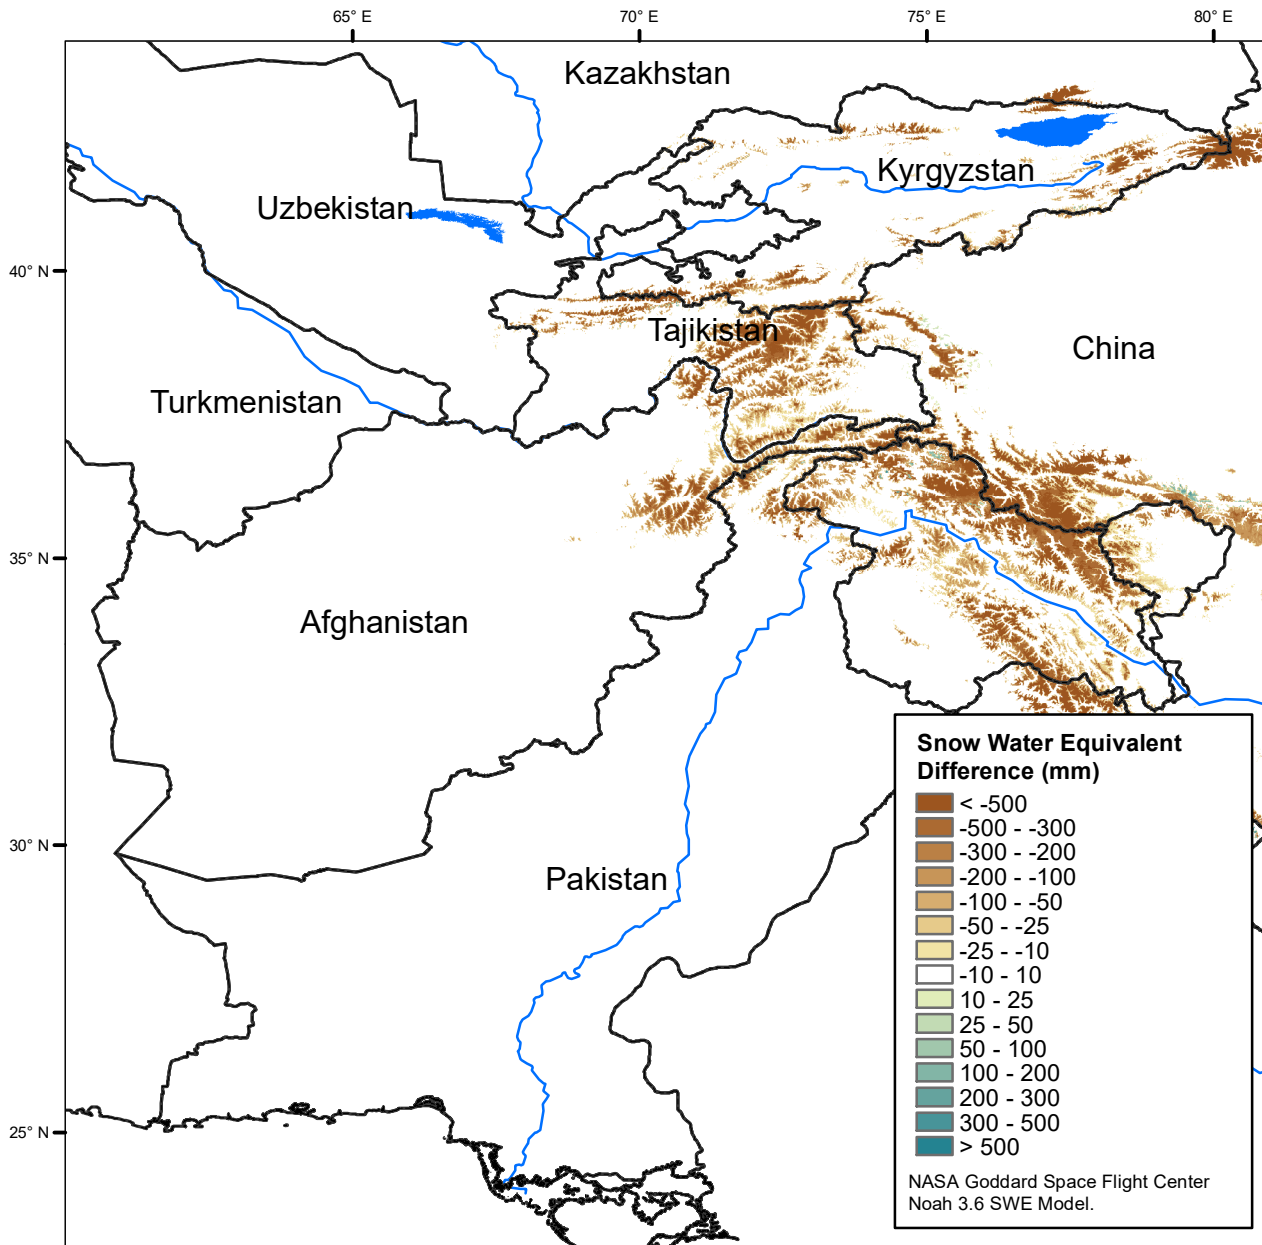 65° E
70° E
75° E
80° E
Kazakhstan
Kyrgyzstan
Uzbekistan
40° N
Tajikistan
China
Turkmenistan
35° N
Afghanistan
Snow Water Equivalent
Difference (mm)
< -500
-500 - -300
-300 - -200
-200 - -100
-100 - -50
-50 - -25
-25 - -10
-10 - 10
10 - 25
25 - 50
50 - 100
100 - 200
200 - 300
300 - 500
> 500
30° N
Pakistan
25° N
NASA Goddard Space Flight Center
Noah 3.6 SWE Model.